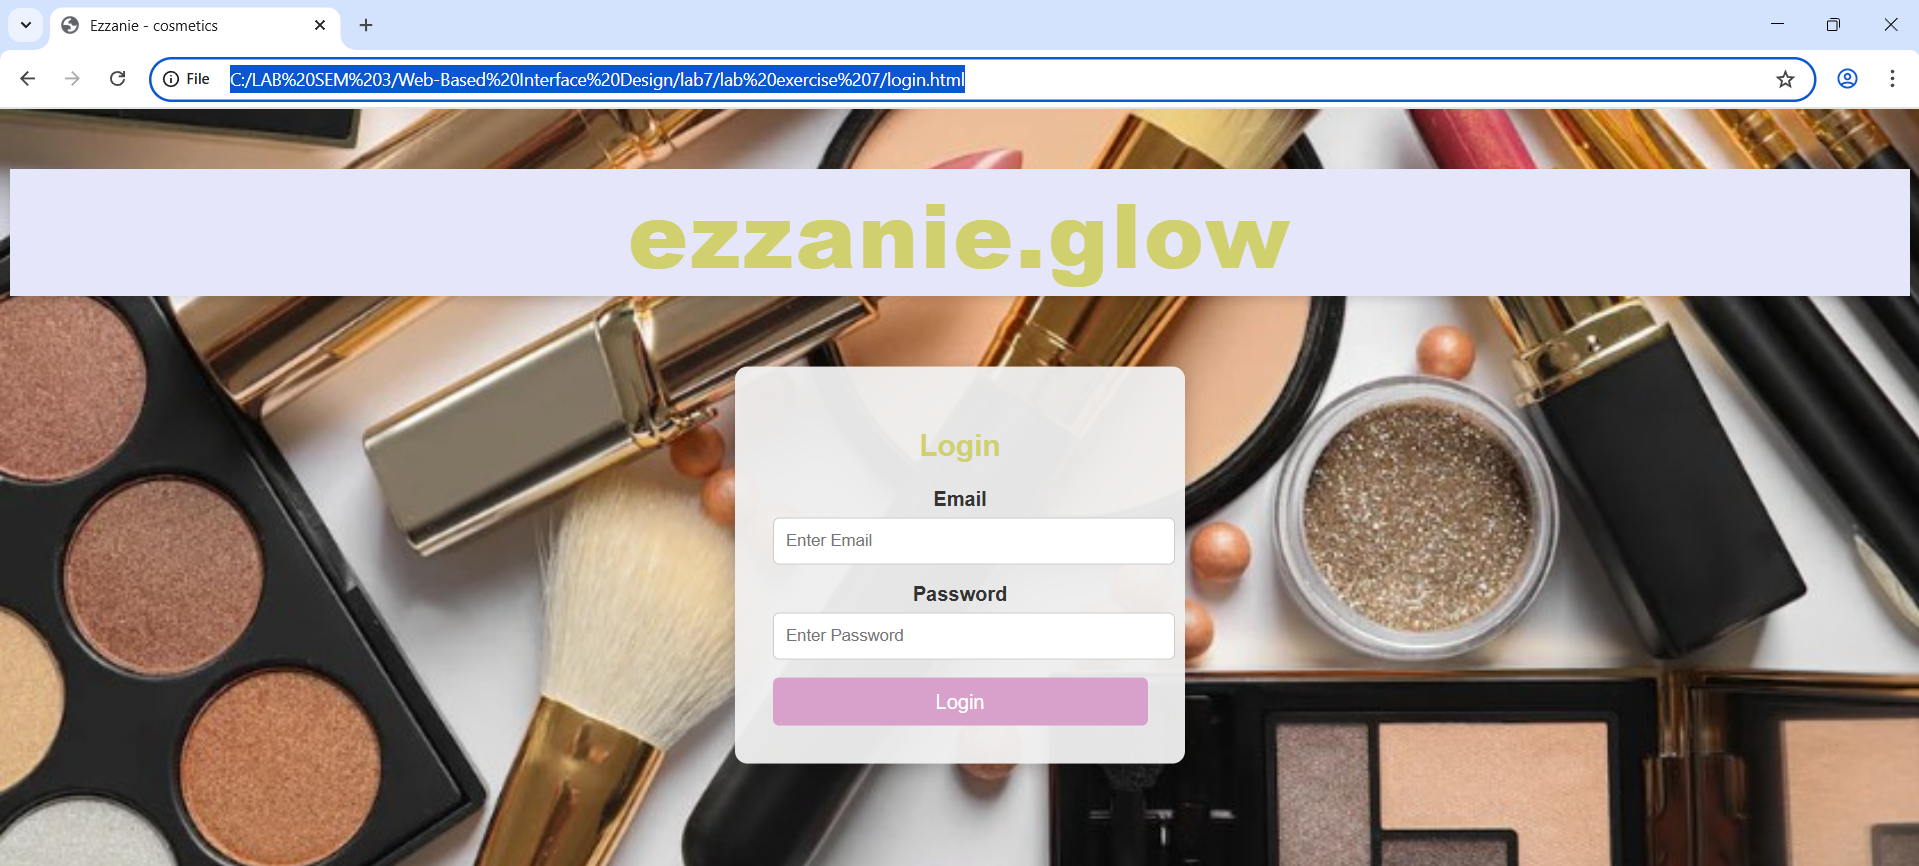 Ezzanie - cosmetics
File C:/LAB%20SEM%203/Web-Based%20Interface%20Design/lab7/lab%20exercise%207/login.html
ezzanie.glow
Login
Email
Enter Email
Password
Enter Password
Login